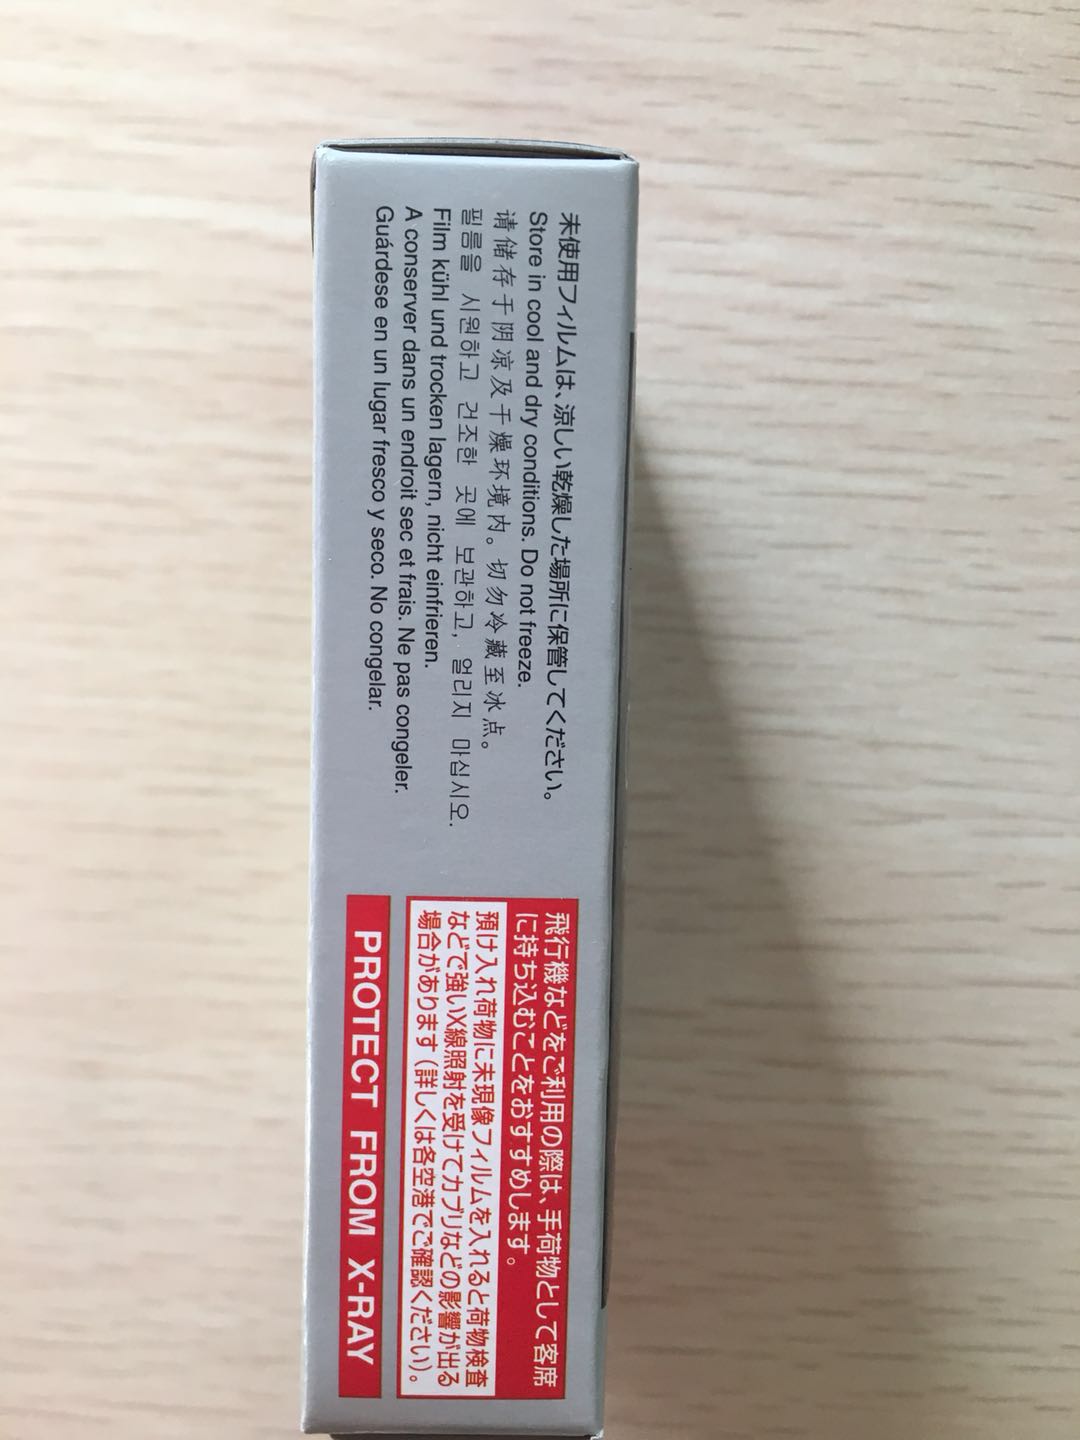 未使用フィルムは、涼しい乾燥した場所に保管してください。
Store in cool and dry conditions. Do not freeze.
请储存于阴凉及干燥环境内。切勿冷藏至冰点。
필름을 시원하고 건조한 곳에 보관하고, 얼리지 마십시오.
Film kühl und trocken lagern, nicht einfrieren.
A conserver dans un endroit sec et frais. Ne pas congeler.
Guárdese en un lugar fresco y seco. No congelar.
飛行機などをご利用の際は、手荷物として客席
に持ち込むことをおすすめします。
預け入れ荷物に未現像フィルムを入れると荷物検査
などで強いX線照射を受けてカブリなどの影響が出る
場合があります(詳しくは各空港でご確認ください)。
PROTECT FROM X-RAY